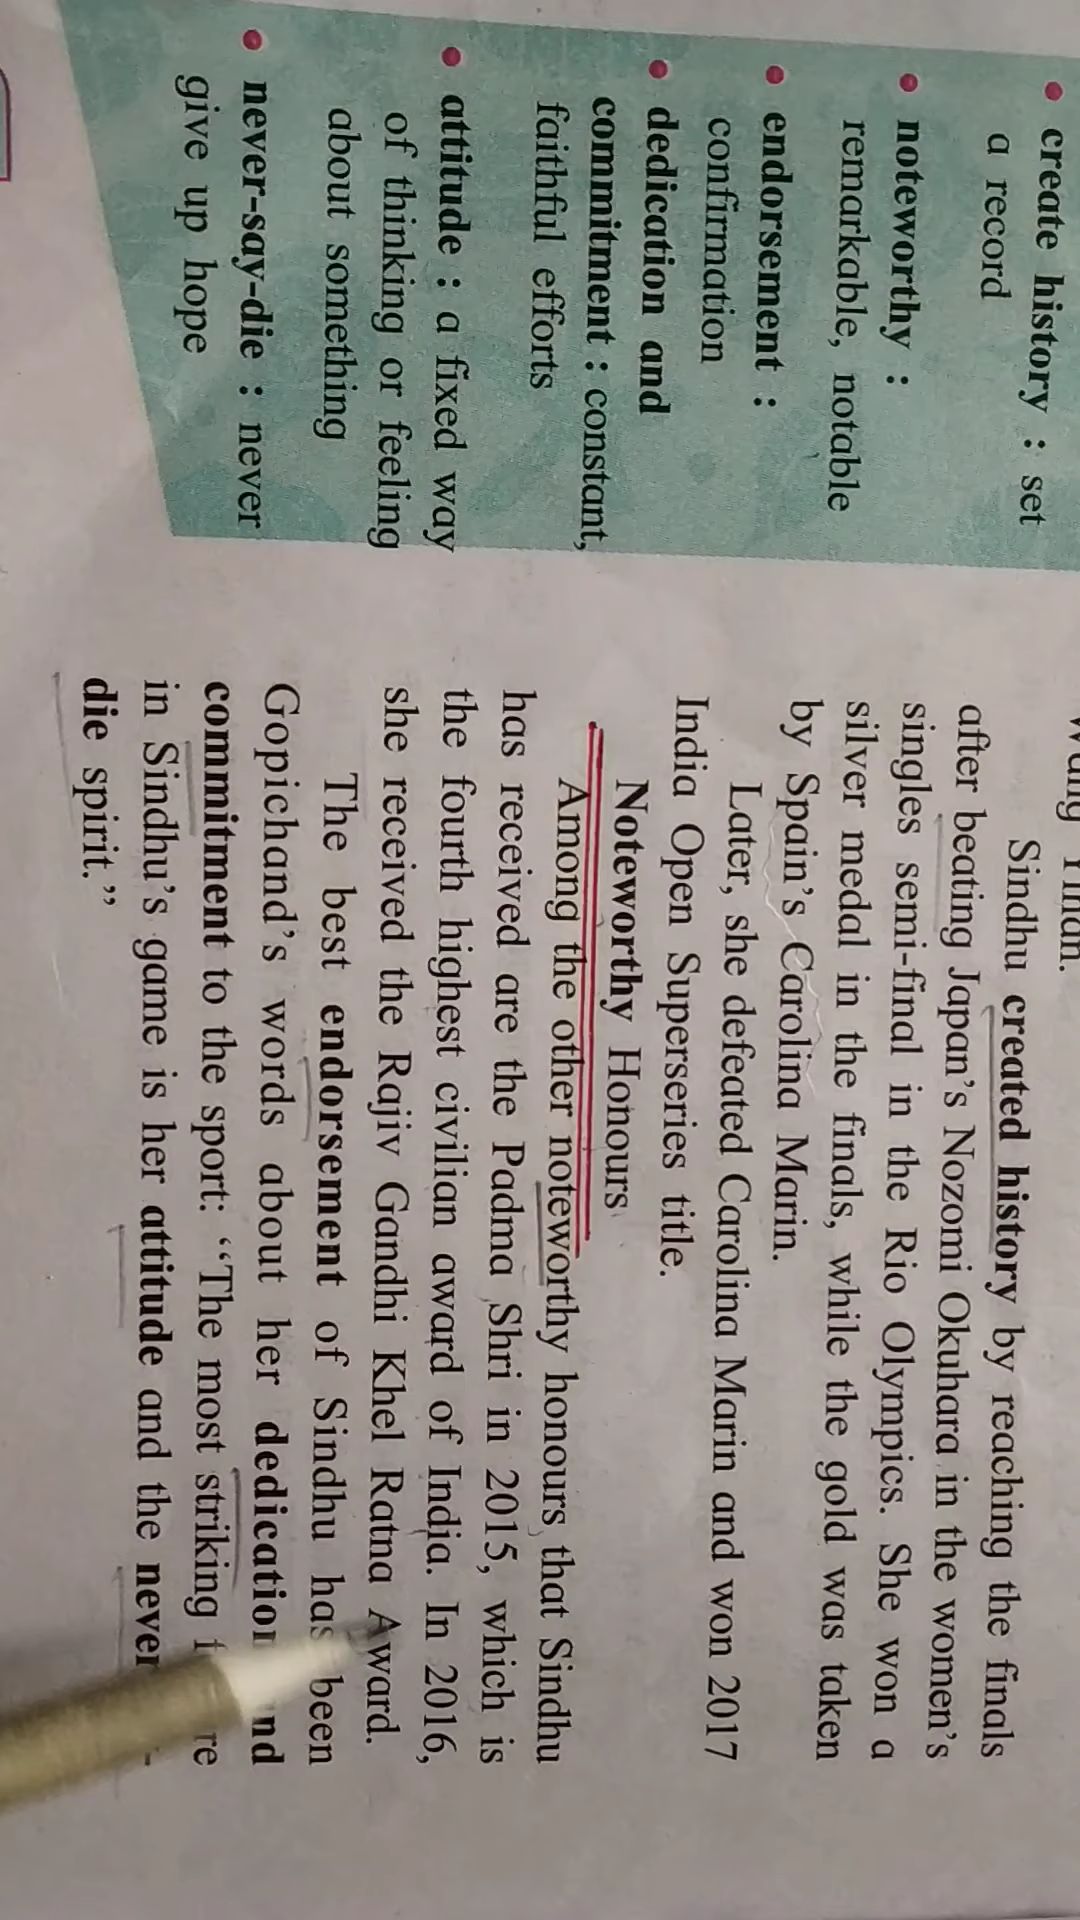 • create history : set
a record
• noteworthy :
remarkable, notable
• endorsement :
confirmation
• dedication and
commitment : constant,
faithful efforts
• attitude : a fixed way
of thinking or feeling
about something
• never-say-die : never
give up hope
Sindhu created history by reaching the finals
after beating Japan's Nozomi Okuhara in the women's
singles semi-final in the Rio Olympics. She won a
silver medal in the finals, while the gold was taken
by Spain's Carolina Marin.
Later, she defeated Carolina Marin and won 2017
India Open Superseries title.
Noteworthy Honours
Among the other noteworthy honours that Sindhu
has received are the Padma Shri in 2015, which is
the fourth highest civilian award of India. In 2016,
she received the Rajiv Gandhi Khel Ratna Award.
The best endorsement of Sindhu has been
Gopichand's words about her dedication
commitment to the sport: “The most striking
in Sindhu's game is her attitude and the never-
die spirit.”